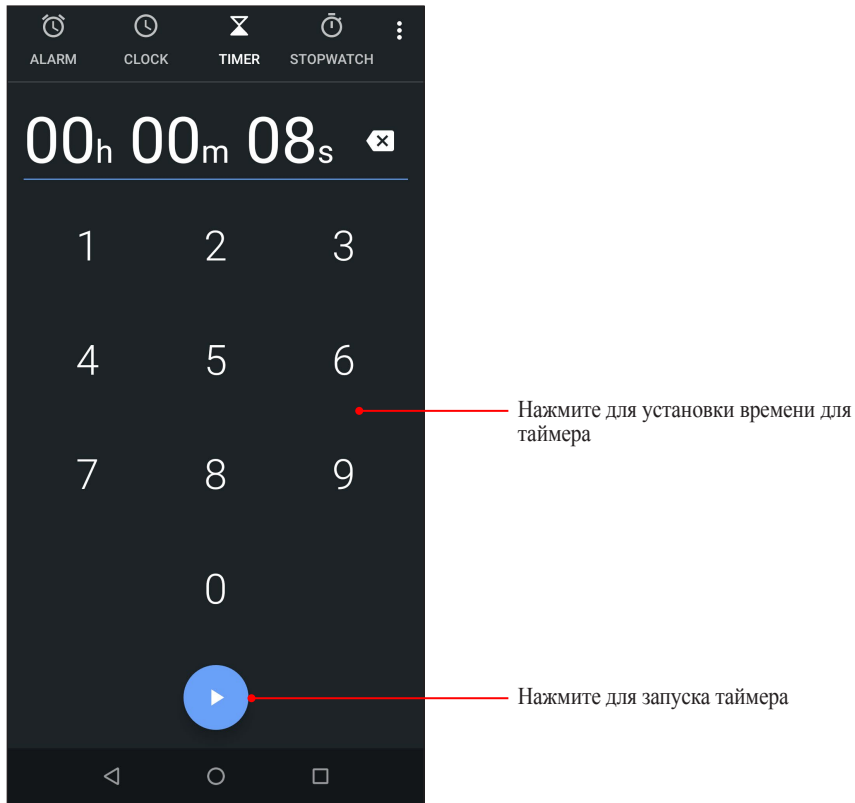 ALARM CLOCK TIMER STOPWATCH
00h 00m 08s
1 2 3
4 5 6
Нажмите для установки времени для
таймера
7 8 9
0
Нажмите для запуска таймера